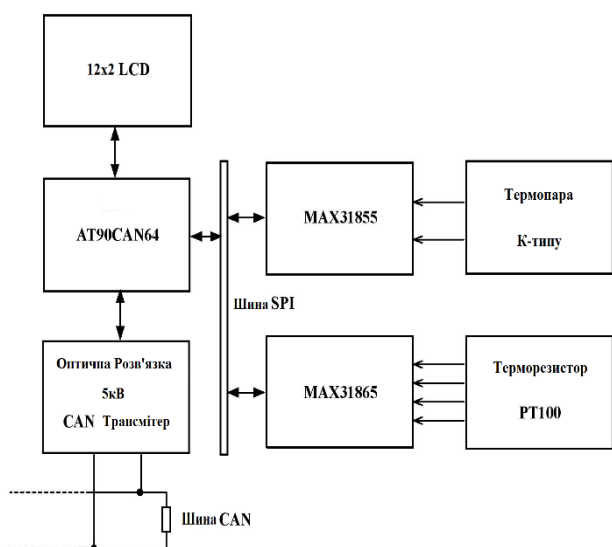 12x2 LCD
AT90CAN64
MAX31855
Термопара
К-типу
Шина SPI
Оптична Розв'язка
5кВ
CAN Трансмітер
MAX31865
Терморезистор
PT100
Шина CAN